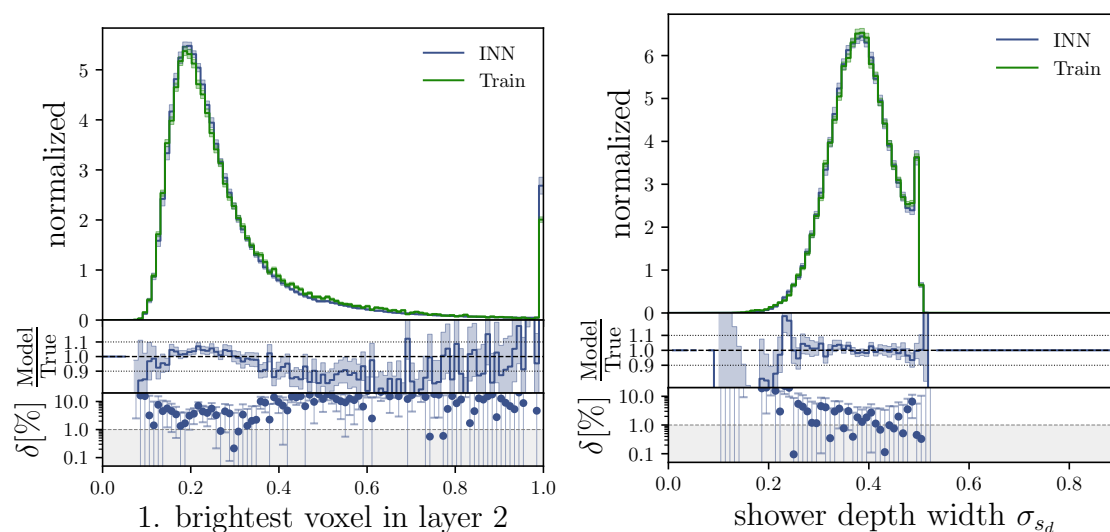 normalized
5
4
3
2
1
0
INN
Train
Model
True
1.1
1.0
0.9
δ[%]
10.0
1.0
0.1
0.0 0.2 0.4 0.6 0.8 1.0
1. brightest voxel in layer 2
normalized
6
5
4
3
2
1
0
INN
Train
Model
True
1.1
1.0
0.9
δ[%]
10.0
1.0
0.1
0.0 0.2 0.4 0.6 0.8
shower depth width σ_{s_d}